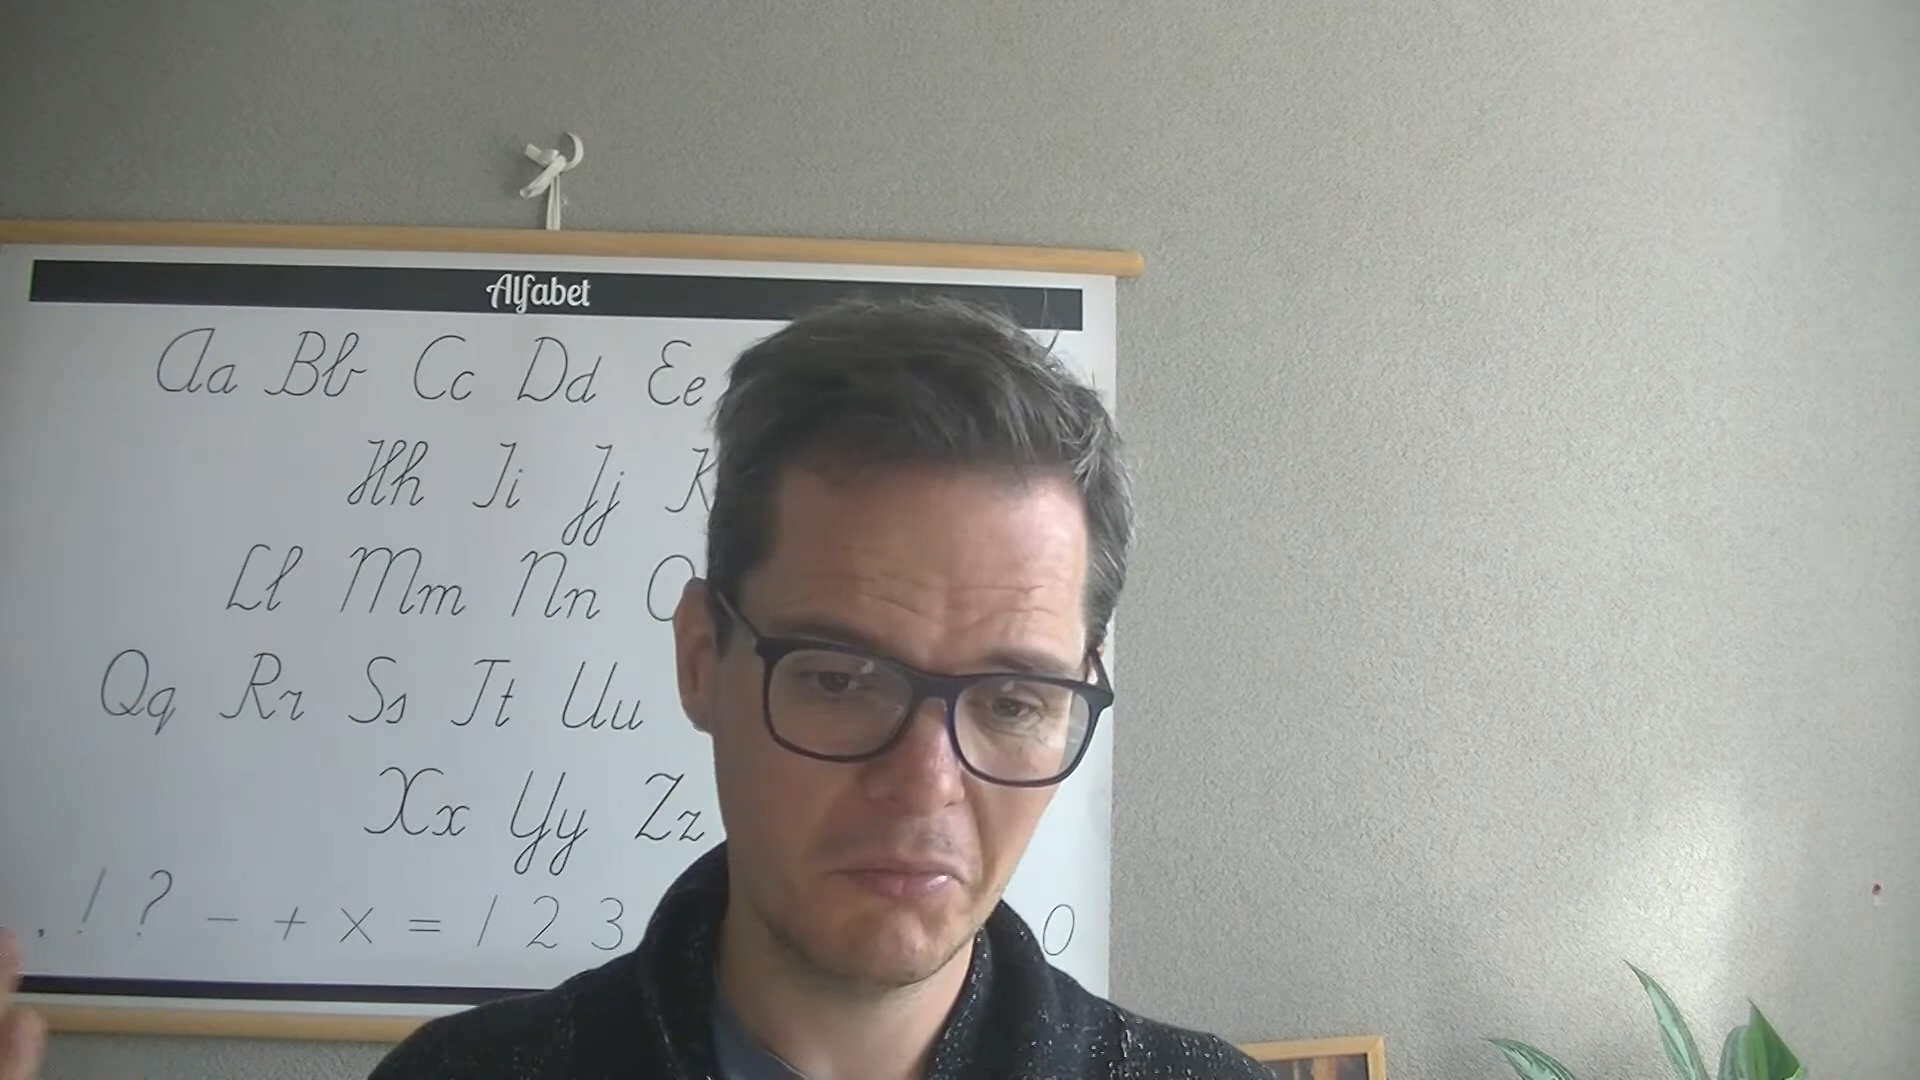 Alfabet
Aa Bb Cc Dd Ee
Hh Ii Jj K
Ll Mm Nn O
Qq Rr Ss Tt Uu
Xx Yy Zz
, ! ? - + x = 1 2 3 0